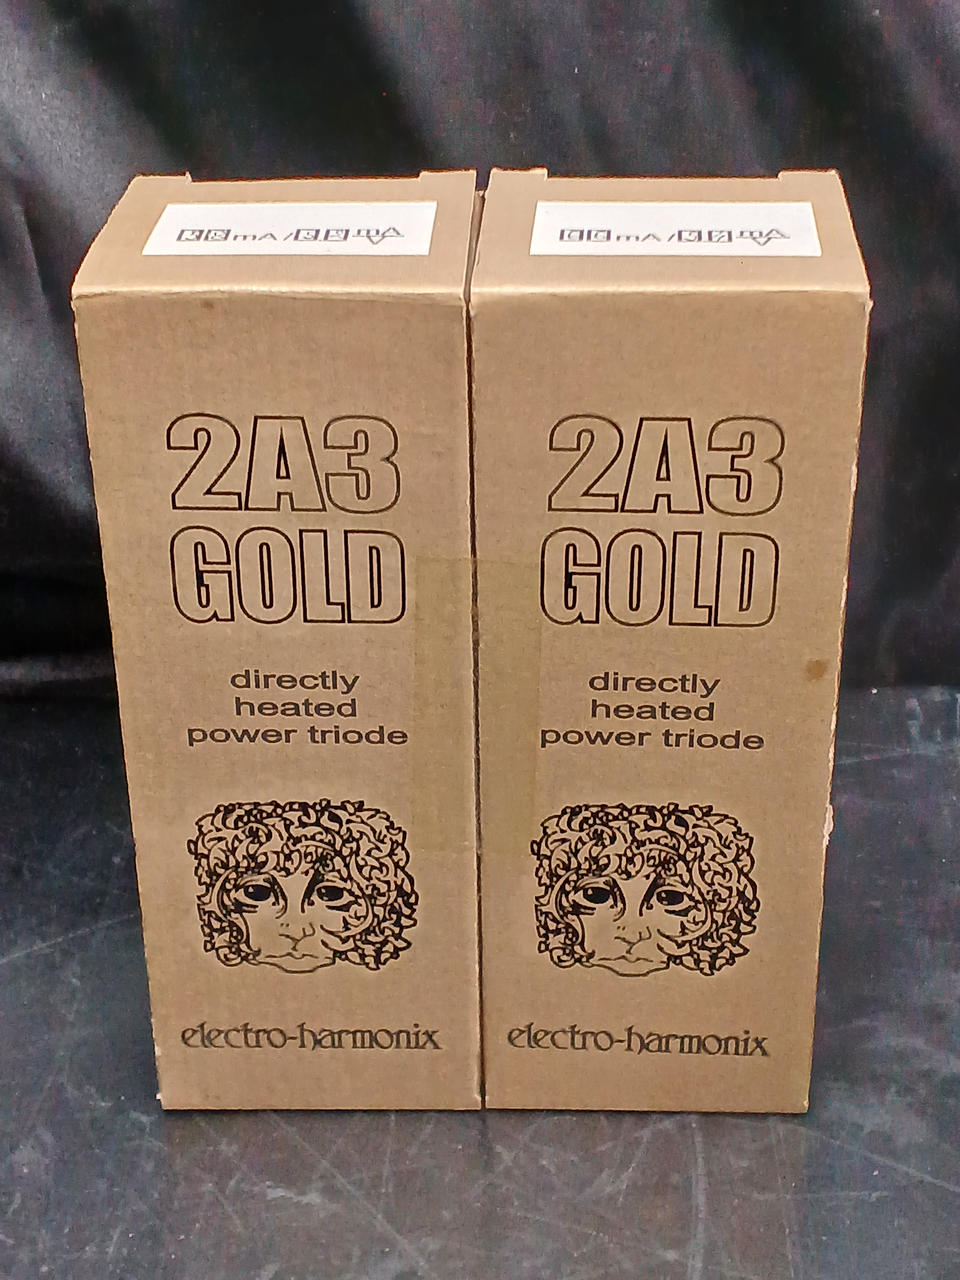 2A3
GOLD
directly
heated
power triode
electro-harmonix
2A3
GOLD
directly
heated
power triode
electro-harmonix